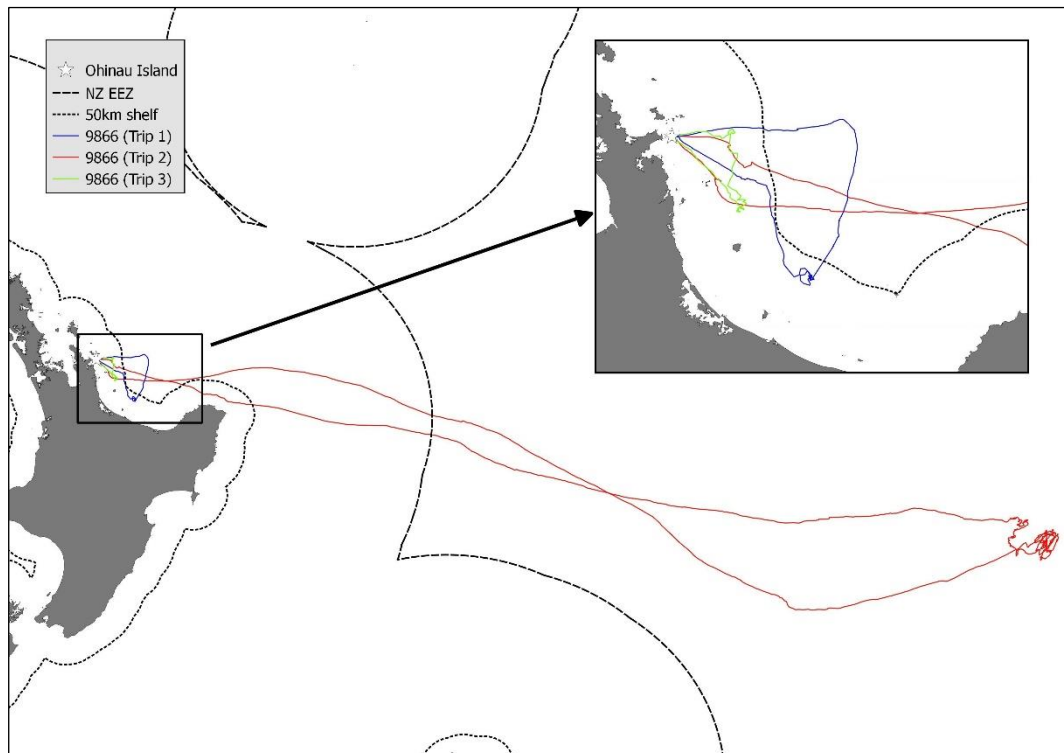 Ohinau Island
NZ EEZ
50km shelf
9866 (Trip 1)
9866 (Trip 2)
9866 (Trip 3)